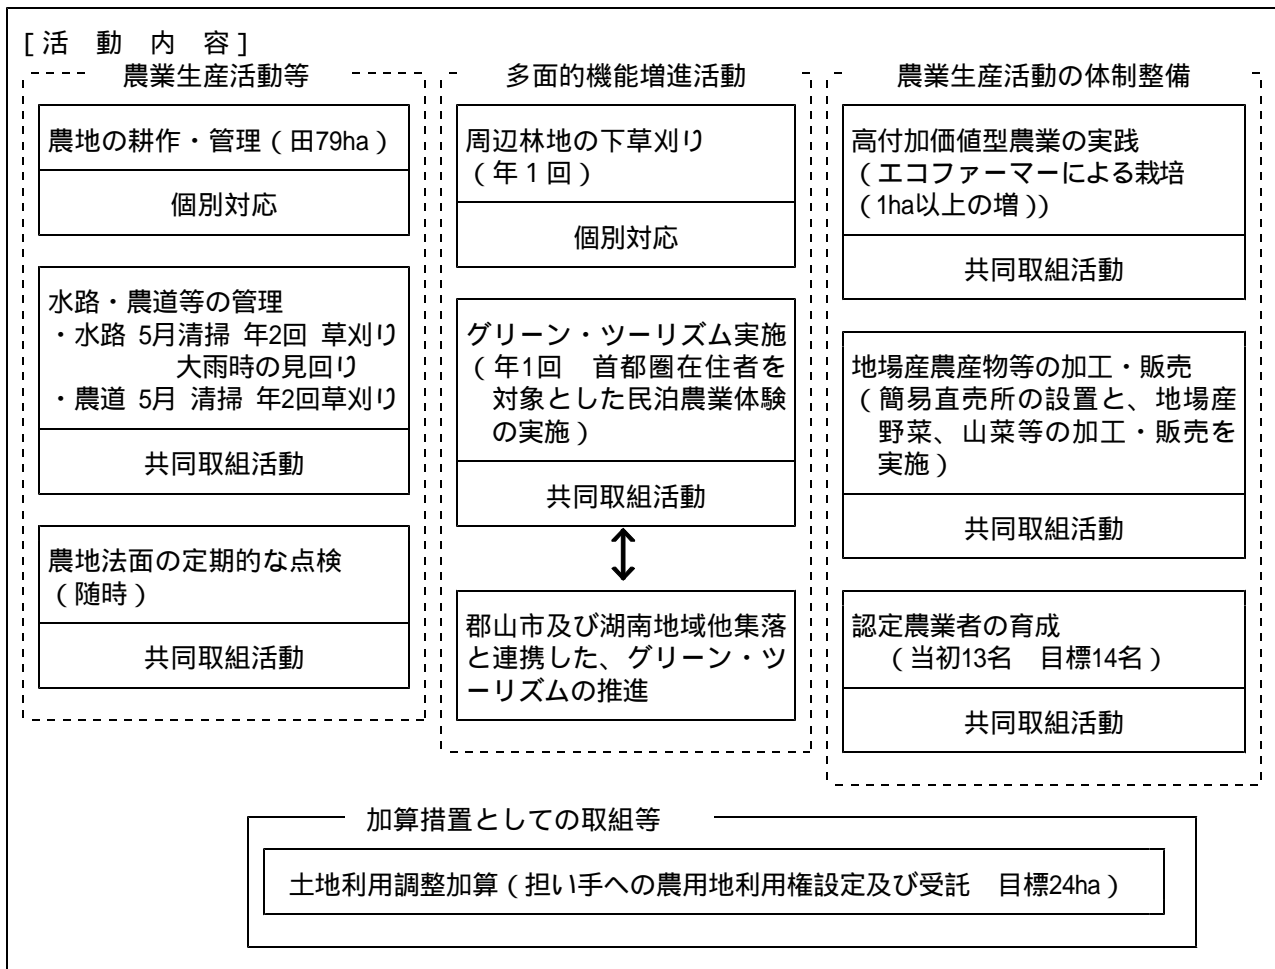 [活 動 内 容]
農業生産活動等
農地の耕作・管理(田79ha)
個別対応
水路・農道等の管理
・水路 5月清掃 年2回 草刈り
大雨時の見回り
・農道 5月 清掃 年2回草刈り
共同取組活動
農地法面の定期的な点検
(随時)
共同取組活動
多面的機能増進活動
周辺林地の下草刈り
(年1回)
個別対応
グリーン・ツーリズム実施
(年1回 首都圏在住者を
対象とした民泊農業体験
の実施)
共同取組活動
↕
郡山市及び湖南地域他集落
と連携した、グリーン・ツ
ーリズムの推進
農業生産活動の体制整備
高付加価値型農業の実践
(エコファーマーによる栽培
(1ha以上の増))
共同取組活動
地場産農産物等の加工・販売
(簡易直売所の設置と、地場産
野菜、山菜等の加工・販売を
実施)
共同取組活動
認定農業者の育成
(当初13名 目標14名)
共同取組活動
加算措置としての取組等
土地利用調整加算(担い手への農用地利用権設定及び受託 目標24ha)